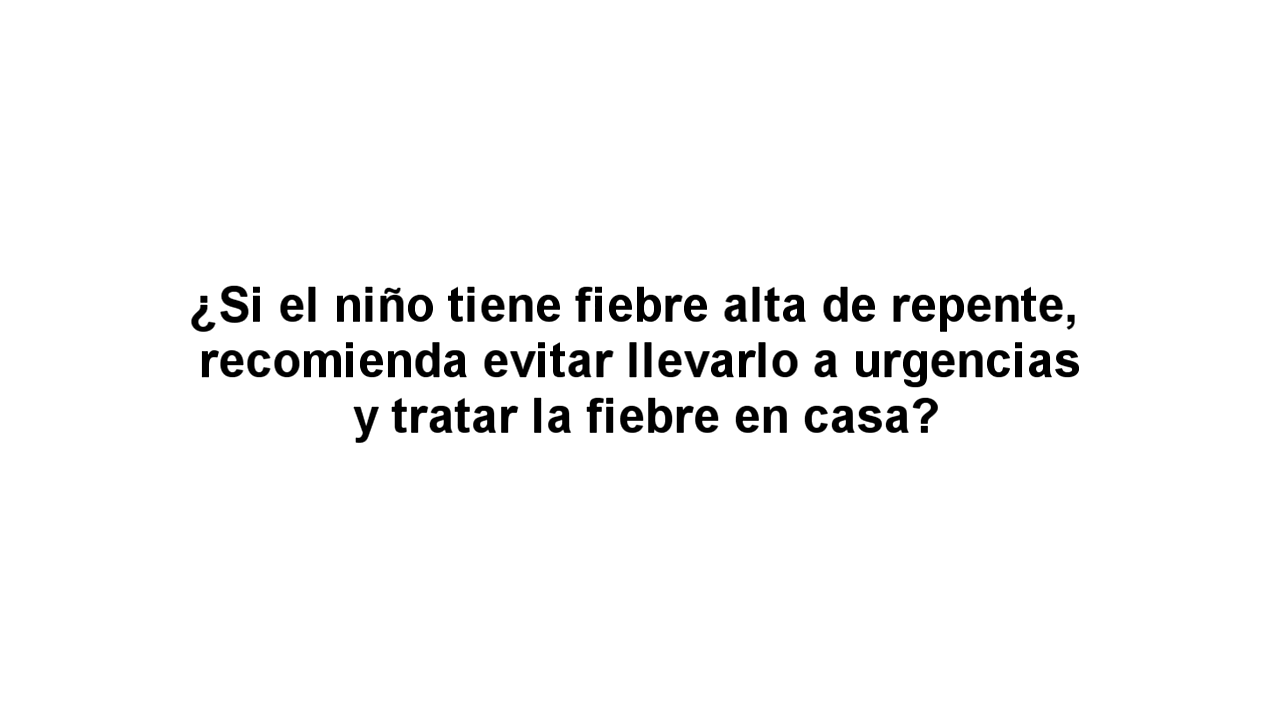 ¿Si el niño tiene fiebre alta de repente,
recomienda evitar llevarlo a urgencias
y tratar la fiebre en casa?